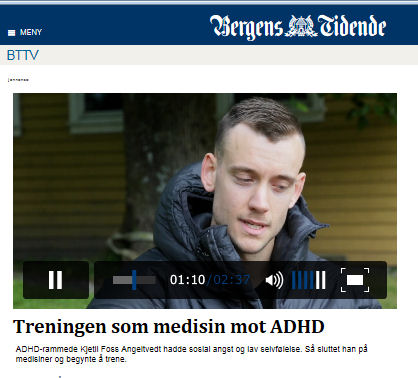 MENY
Bergens Tidende
BTTV
annonse
01:10/02:37
Treningen som medisin mot ADHD
ADHD-rammede Kjetil Foss Angeltvedt hadde sosial angst og lav selvfølelse. Så sluttet han på
medisiner og begynte å trene.